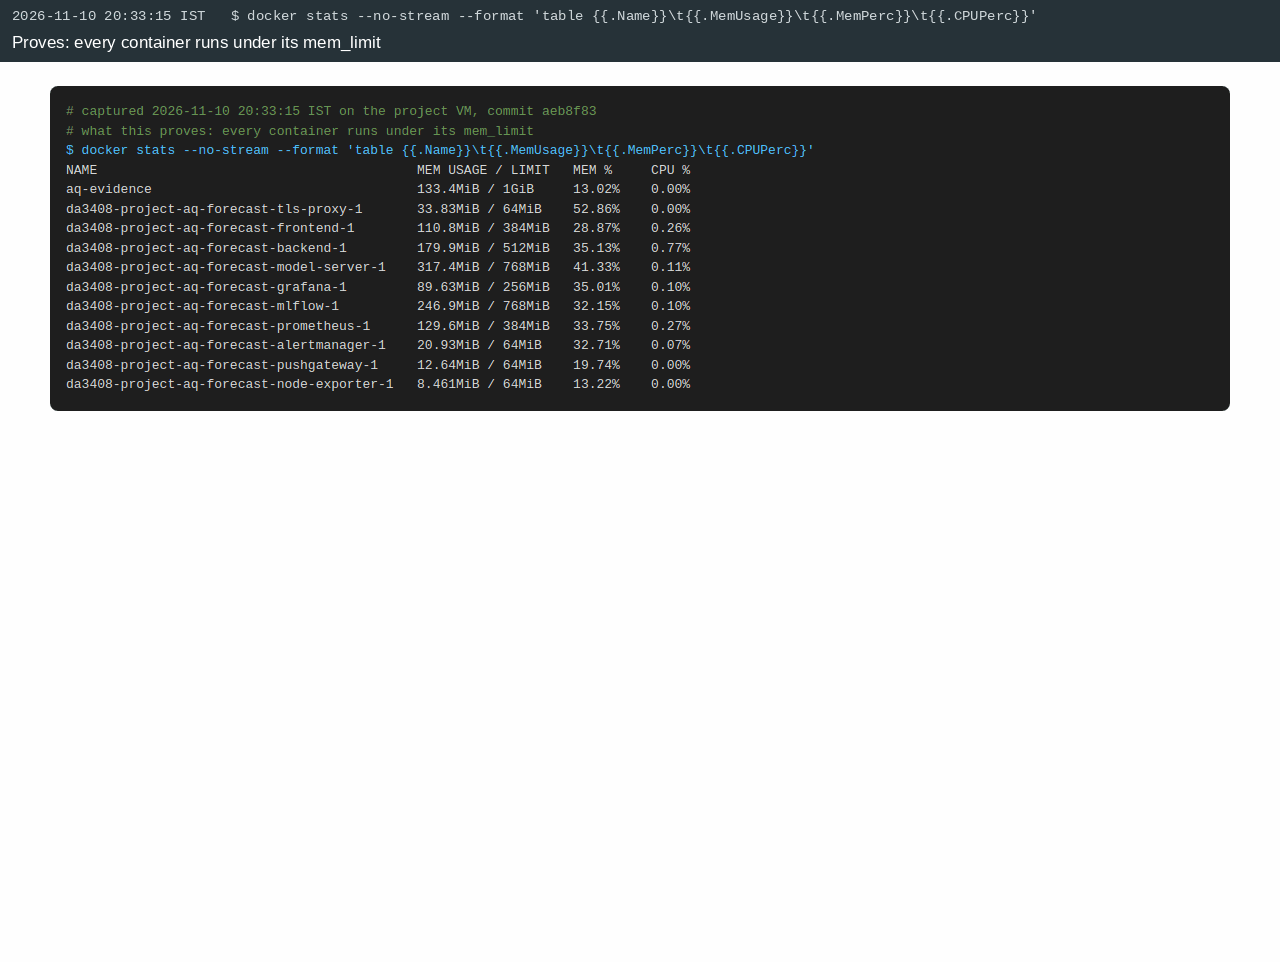 2026-11-10 20:33:15 IST   $ docker stats --no-stream --format 'table {{.Name}}\t{{.MemUsage}}\t{{.MemPerc}}\t{{.CPUPerc}}'
Proves: every container runs under its mem_limit
# captured 2026-11-10 20:33:15 IST on the project VM, commit aeb8f83
# what this proves: every container runs under its mem_limit
$ docker stats --no-stream --format 'table {{.Name}}\t{{.MemUsage}}\t{{.MemPerc}}\t{{.CPUPerc}}'
NAME                                         MEM USAGE / LIMIT   MEM %     CPU %
aq-evidence                                  133.4MiB / 1GiB     13.02%    0.00%
da3408-project-aq-forecast-tls-proxy-1       33.83MiB / 64MiB    52.86%    0.00%
da3408-project-aq-forecast-frontend-1        110.8MiB / 384MiB   28.87%    0.26%
da3408-project-aq-forecast-backend-1         179.9MiB / 512MiB   35.13%    0.77%
da3408-project-aq-forecast-model-server-1    317.4MiB / 768MiB   41.33%    0.11%
da3408-project-aq-forecast-grafana-1         89.63MiB / 256MiB   35.01%    0.10%
da3408-project-aq-forecast-mlflow-1          246.9MiB / 768MiB   32.15%    0.10%
da3408-project-aq-forecast-prometheus-1      129.6MiB / 384MiB   33.75%    0.27%
da3408-project-aq-forecast-alertmanager-1    20.93MiB / 64MiB    32.71%    0.07%
da3408-project-aq-forecast-pushgateway-1     12.64MiB / 64MiB    19.74%    0.00%
da3408-project-aq-forecast-node-exporter-1   8.461MiB / 64MiB    13.22%    0.00%